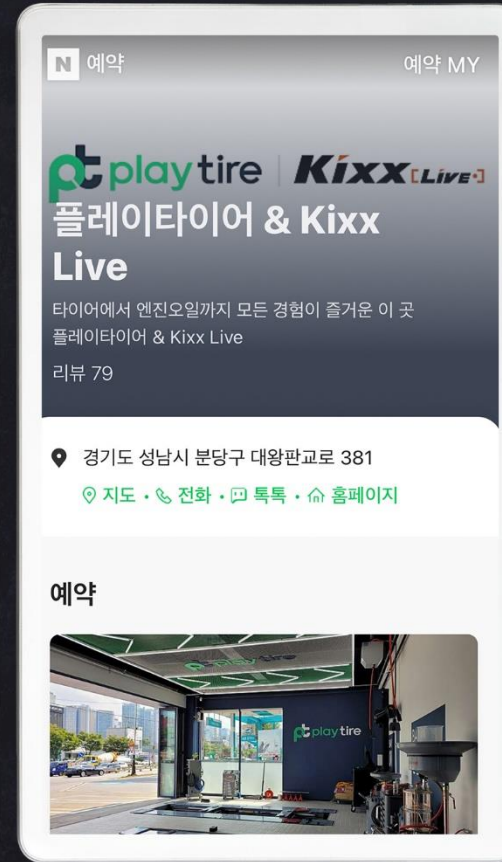 N 예약
예약 MY
pt playtire | Kixx [Live·]
플레이타이어 & Kixx
Live
타이어에서 엔진오일까지 모든 경험이 즐거운 이 곳
플레이타이어 & Kixx Live
리뷰 79
경기도 성남시 분당구 대왕판교로 381
지도 · 전화 · 톡톡 · 홈페이지
예약
pt playtire
pt playtire